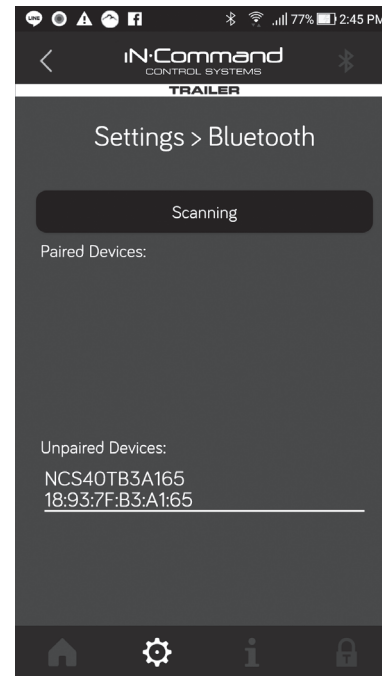 LINE f 77% 2:45 PM
iN·Command
CONTROL SYSTEMS
TRAILER
Settings > Bluetooth
Scanning
Paired Devices:
Unpaired Devices:
NCS40TB3A165
18:93:7F:B3:A1:65
i